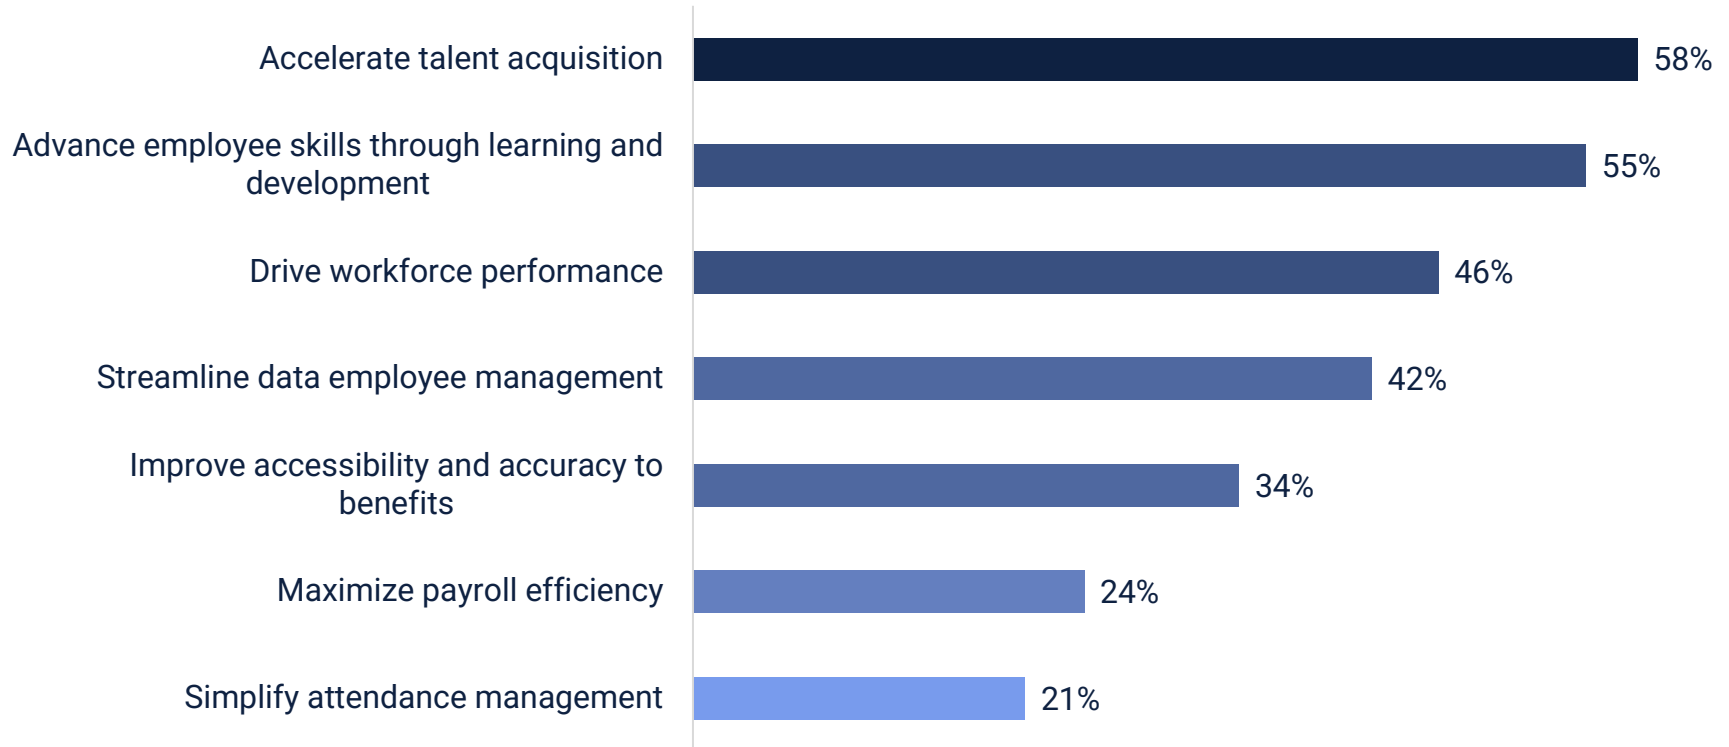 Accelerate talent acquisition
58%
Advance employee skills through learning and
development
55%
Drive workforce performance
46%
Streamline data employee management
42%
Improve accessibility and accuracy to
benefits
34%
Maximize payroll efficiency
24%
Simplify attendance management
21%